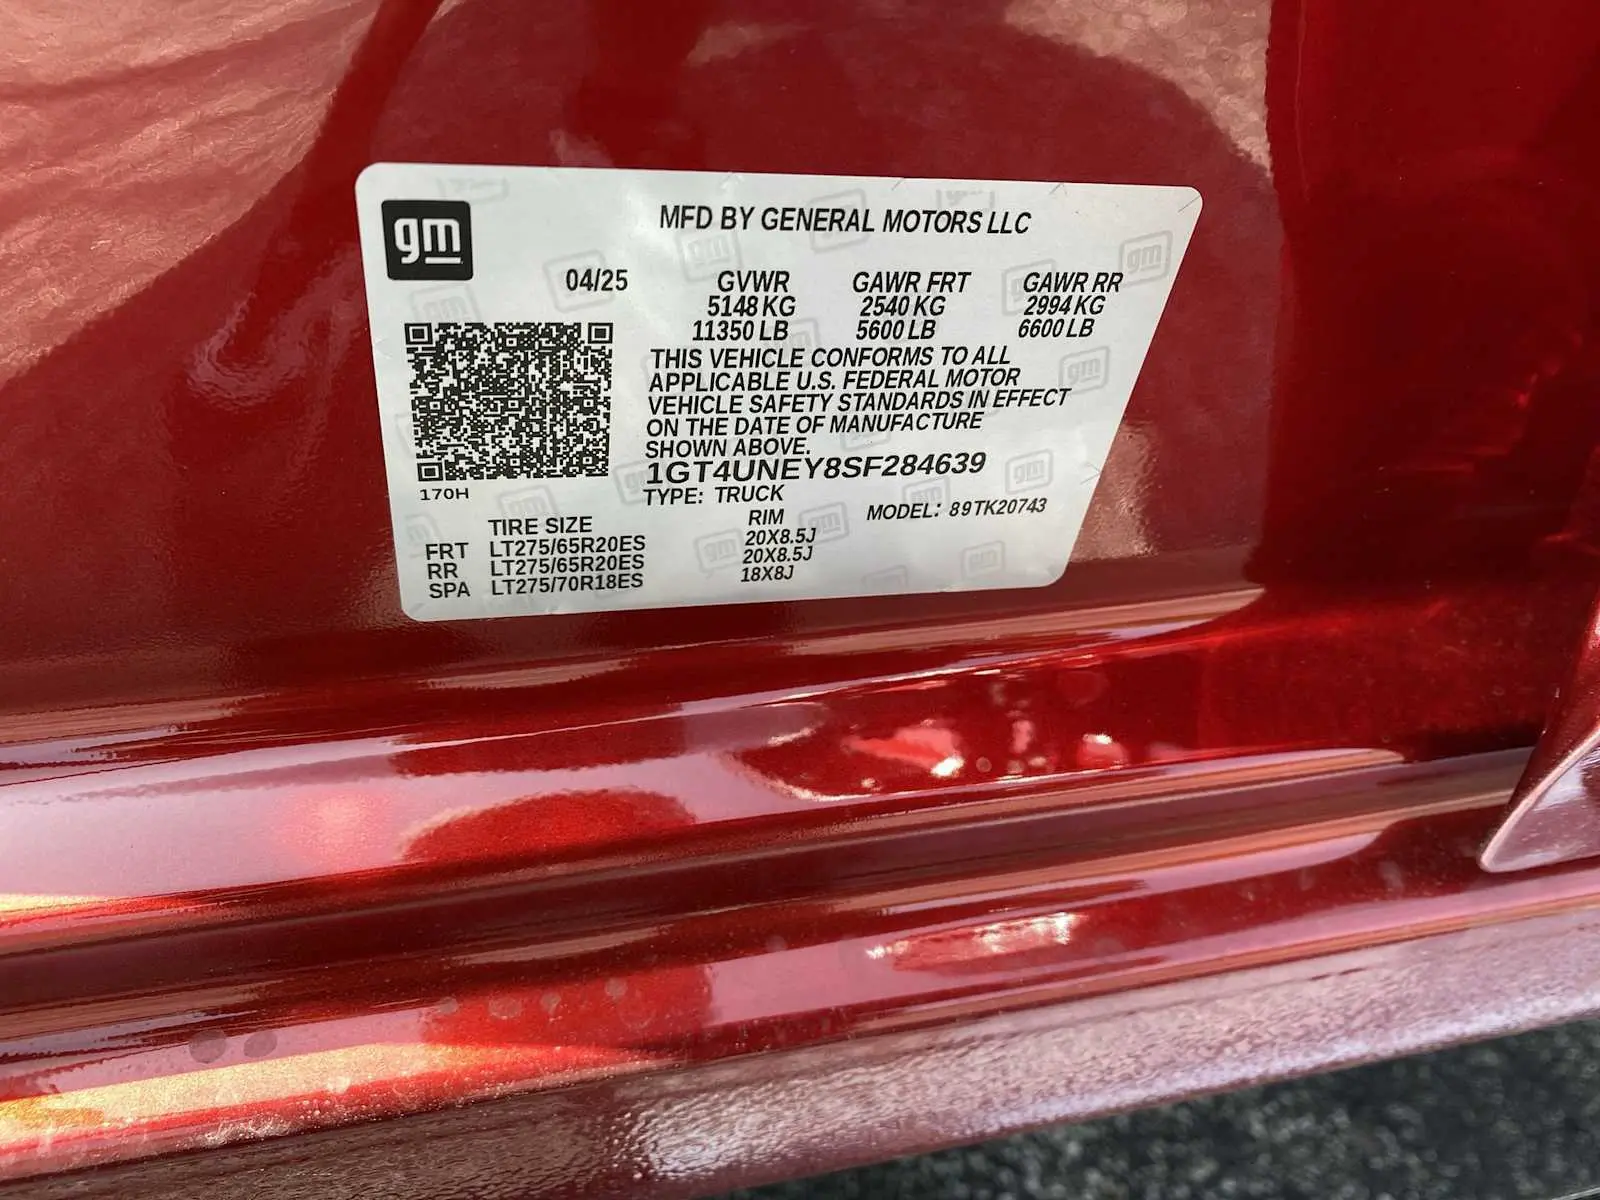 gm
MFD BY GENERAL MOTORS LLC
04/25 GVWR GAWR FRT GAWR RR
5148 KG 2540 KG 2994 KG
11350 LB 5600 LB 6600 LB
THIS VEHICLE CONFORMS TO ALL
APPLICABLE U.S. FEDERAL MOTOR
VEHICLE SAFETY STANDARDS IN EFFECT
ON THE DATE OF MANUFACTURE
SHOWN ABOVE.
1GT4UNEY8SF284639
170H
TYPE: TRUCK
MODEL: 89TK20743
TIRE SIZE RIM
FRT LT275/65R20ES 20X8.5J
RR LT275/65R20ES 20X8.5J
SPA LT275/70R18ES 18X8J